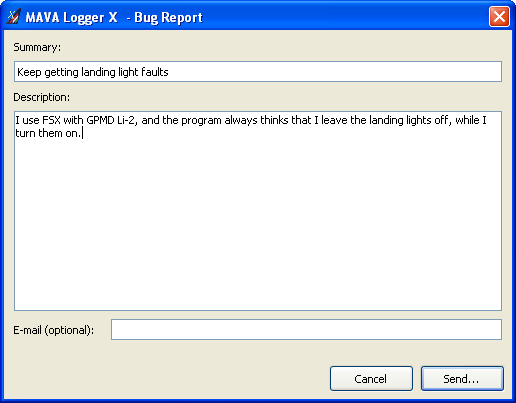 MAVA Logger X - Bug Report
Summary:
Keep getting landing light faults
Description:
I use FSX with GPMD Li-2, and the program always thinks that I leave the landing lights off, while I
turn them on.
E-mail (optional):
Cancel Send...